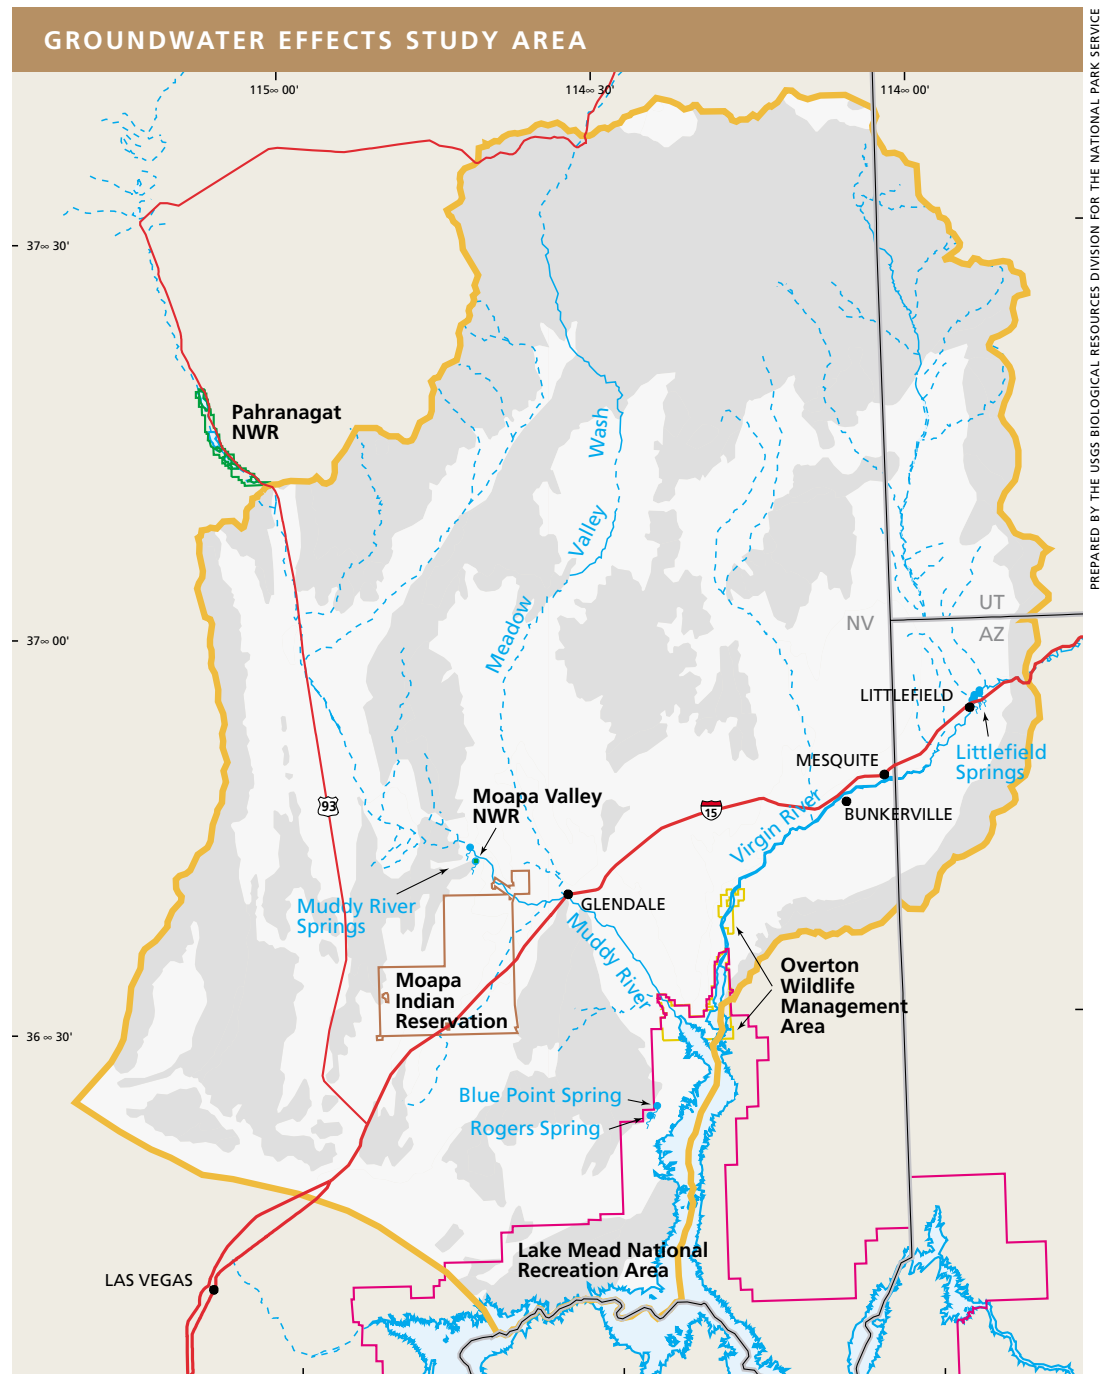 GROUNDWATER EFFECTS STUDY AREA
PREPARED BY THE USGS BIOLOGICAL RESOURCES DIVISION FOR THE NATIONAL PARK SERVICE
115∞ 00'
114∞ 30'
114∞ 00'
37∞ 30'
Pahranagat
NWR
Wash
Valley
Meadow
37∞ 00'
NV
UT
AZ
LITTLEFIELD
Littlefield
Springs
MESQUITE
BUNKERVILLE
93
Moapa Valley
NWR
15
Virgin River
Muddy River
Springs
GLENDALE
Muddy River
Moapa
Indian
Reservation
Overton
Wildlife
Management
Area
36 ∞ 30'
Blue Point Spring
Rogers Spring
Lake Mead National
Recreation Area
LAS VEGAS